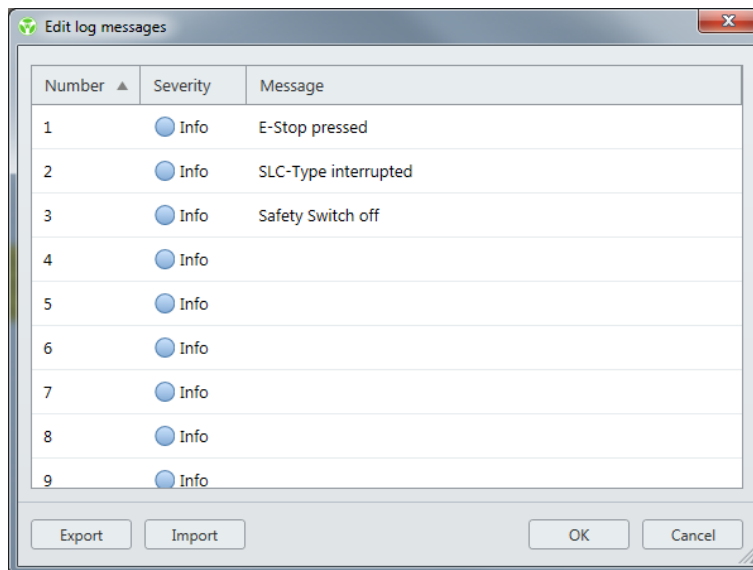 Edit log messages
Number Severity Message
1 Info E-Stop pressed
2 Info SLC-Type interrupted
3 Info Safety Switch off
4 Info
5 Info
6 Info
7 Info
8 Info
9 Info
Export Import OK Cancel